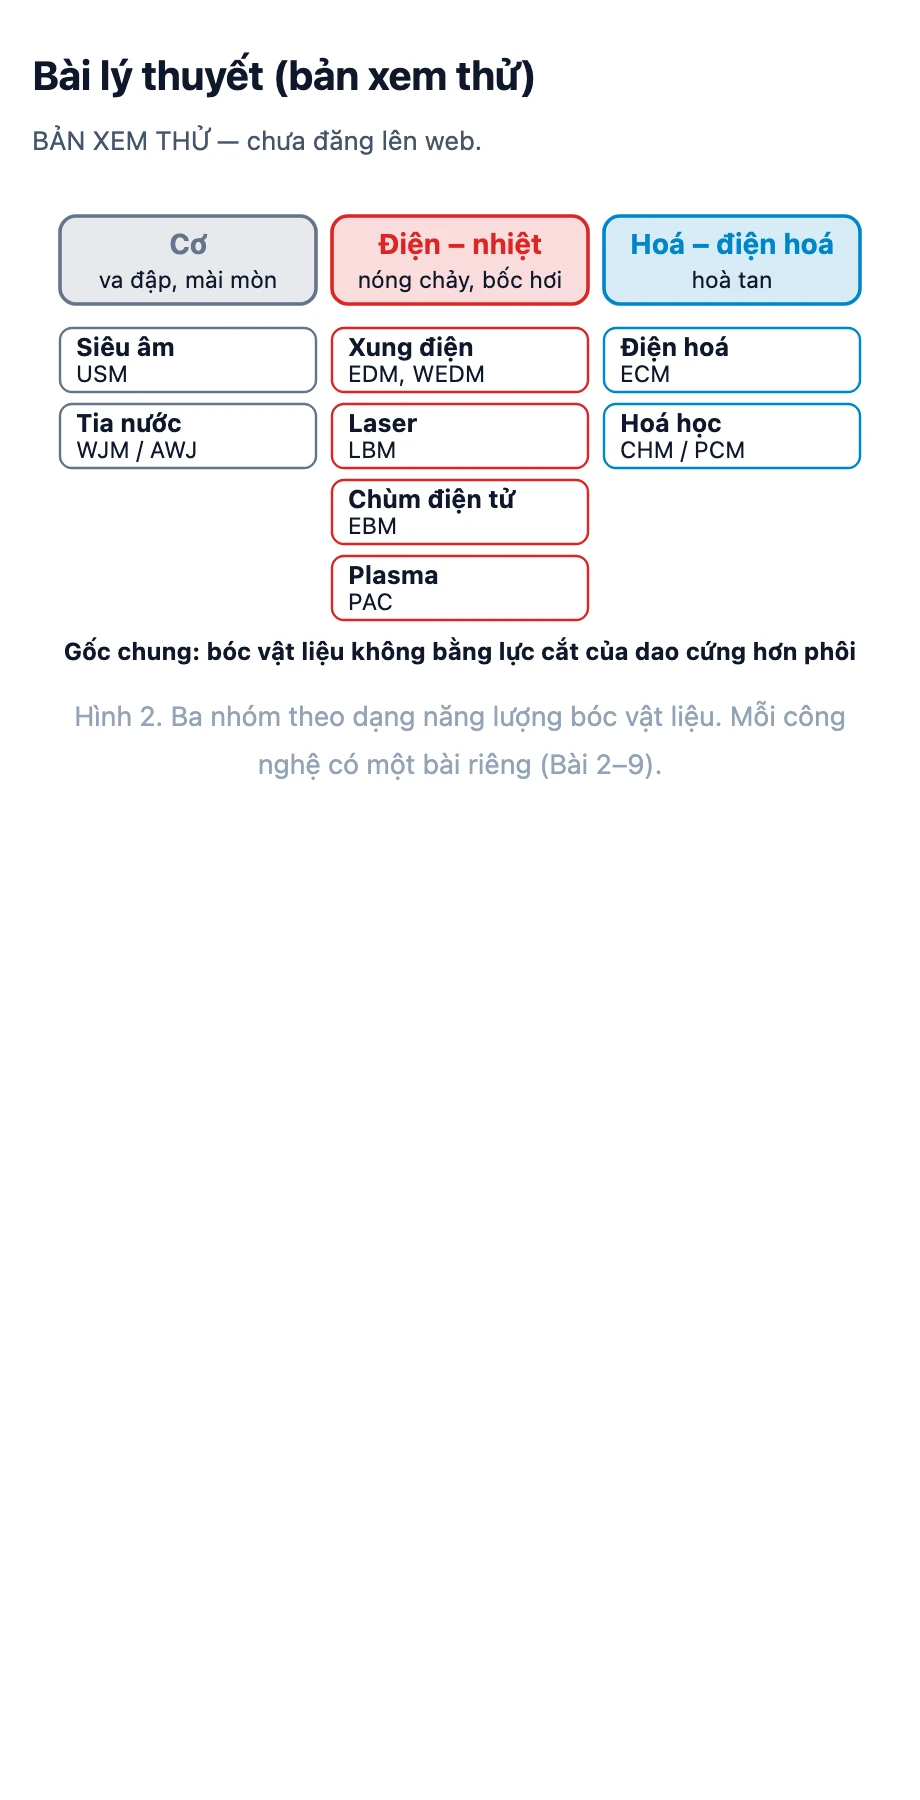 Bài lý thuyết (bản xem thử)
BẢN XEM THỬ — chưa đăng lên web.
Cơ
va đập, mài mòn
Điện – nhiệt
nóng chảy, bốc hơi
Hoá – điện hoá
hoà tan
Siêu âm
USM
Xung điện
EDM, WEDM
Điện hoá
ECM
Tia nước
WJM / AWJ
Laser
LBM
Hoá học
CHM / PCM
Chùm điện tử
EBM
Plasma
PAC
Gốc chung: bóc vật liệu không bằng lực cắt của dao cứng hơn phôi
Hình 2. Ba nhóm theo dạng năng lượng bóc vật liệu. Mỗi công
nghệ có một bài riêng (Bài 2–9).